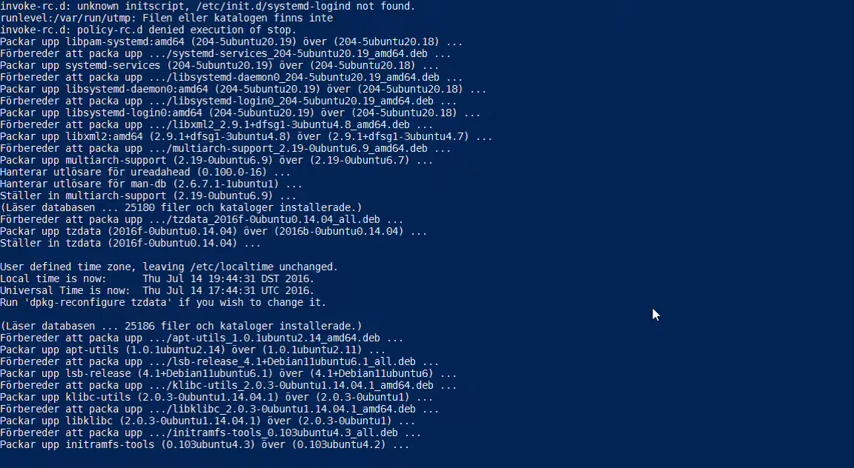 invoke-rc.d: unknown initscript, /etc/init.d/systemd-logind not found.
runlevel:/var/run/utmp: Filen eller katalogen finns inte
invoke-rc.d: policy-rc.d denied execution of stop.
Packar upp libpam-systemd:amd64 (204-5ubuntu20.19) över (204-5ubuntu20.18) ...
Förbereder att packa upp .../systemd-services_204-5ubuntu20.19_amd64.deb ...
Packar upp systemd-services (204-5ubuntu20.19) över (204-5ubuntu20.18) ...
Förbereder att packa upp .../libsystemd-daemon0_204-5ubuntu20.19_amd64.deb ...
Packar upp libsystemd-daemon0:amd64 (204-5ubuntu20.19) över (204-5ubuntu20.18) ...
Förbereder att packa upp .../libsystemd-login0_204-5ubuntu20.19_amd64.deb ...
Packar upp libsystemd-login0:amd64 (204-5ubuntu20.19) över (204-5ubuntu20.18) ...
Förbereder att packa upp .../libxml2_2.9.1+dfsg1-3ubuntu4.8_amd64.deb ...
Packar upp libxml2:amd64 (2.9.1+dfsg1-3ubuntu4.8) över (2.9.1+dfsg1-3ubuntu4.7) ...
Förbereder att packa upp .../multiarch-support_2.19-0ubuntu6.9_amd64.deb ...
Packar upp multiarch-support (2.19-0ubuntu6.9) över (2.19-0ubuntu6.7) ...
Hanterar utlösare för ureadahead (0.100.0-16) ...
Hanterar utlösare för man-db (2.6.7.1-1ubuntu1) ...
Ställer in multiarch-support (2.19-0ubuntu6.9) ...
(Läser databasen ... 25180 filer och kataloger installerade.)
Förbereder att packa upp .../tzdata_2016f-0ubuntu0.14.04_all.deb ...
Packar upp tzdata (2016f-0ubuntu0.14.04) över (2016b-0ubuntu0.14.04) ...
Ställer in tzdata (2016f-0ubuntu0.14.04) ...
User defined time zone, leaving /etc/localtime unchanged.
Local time is now:      Thu Jul 14 19:44:31 DST 2016.
Universal Time is now:  Thu Jul 14 17:44:31 UTC 2016.
Run 'dpkg-reconfigure tzdata' if you wish to change it.
(Läser databasen ... 25186 filer och kataloger installerade.)
Förbereder att packa upp .../apt-utils_1.0.1ubuntu2.14_amd64.deb ...
Packar upp apt-utils (1.0.1ubuntu2.14) över (1.0.1ubuntu2.11) ...
Förbereder att packa upp .../lsb-release_4.1+Debian11ubuntu6.1_all.deb ...
Packar upp lsb-release (4.1+Debian11ubuntu6.1) över (4.1+Debian11ubuntu6) ...
Förbereder att packa upp .../klibc-utils_2.0.3-0ubuntu1.14.04.1_amd64.deb ...
Packar upp klibc-utils (2.0.3-0ubuntu1.14.04.1) över (2.0.3-0ubuntu1) ...
Förbereder att packa upp .../libklibc_2.0.3-0ubuntu1.14.04.1_amd64.deb ...
Packar upp libklibc (2.0.3-0ubuntu1.14.04.1) över (2.0.3-0ubuntu1) ...
Förbereder att packa upp .../initramfs-tools_0.103ubuntu4.3_all.deb ...
Packar upp initramfs-tools (0.103ubuntu4.3) över (0.103ubuntu4.2) ...